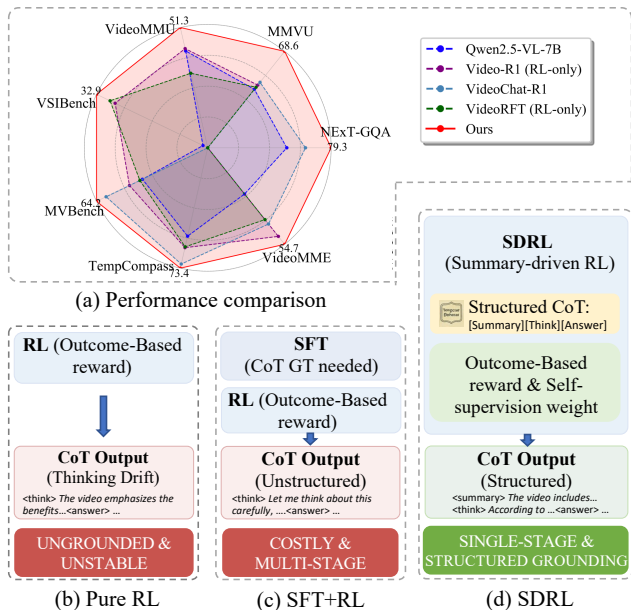 51.3
VideoMMU
MMVU
68.6
32.9
VSIBench
NExT-GQA
79.3
MVBench
64.2
TempCompass
73.4
VideoMME
54.7
Qwen2.5-VL-7B
Video-R1 (RL-only)
VideoChat-R1
VideoRFT (RL-only)
Ours
(a) Performance comparison
RL (Outcome-Based
reward)
CoT Output
(Thinking Drift)
<think> The video emphasizes the
benefits...<answer> ...
UNGROUNDED &
UNSTABLE
(b) Pure RL
SFT
(CoT GT needed)
RL (Outcome-Based
reward)
CoT Output
(Unstructured)
<think> Let me think about this
carefully, ....<answer> ...
COSTLY &
MULTI-STAGE
(c) SFT+RL
SDRL
(Summary-driven RL)
Structured CoT:
[Summary][Think][Answer]
Outcome-Based
reward & Self-
supervision weight
CoT Output
(Structured)
<summary> The video includes...
<think> According to ...<answer> ...
SINGLE-STAGE &
STRUCTURED GROUNDING
(d) SDRL